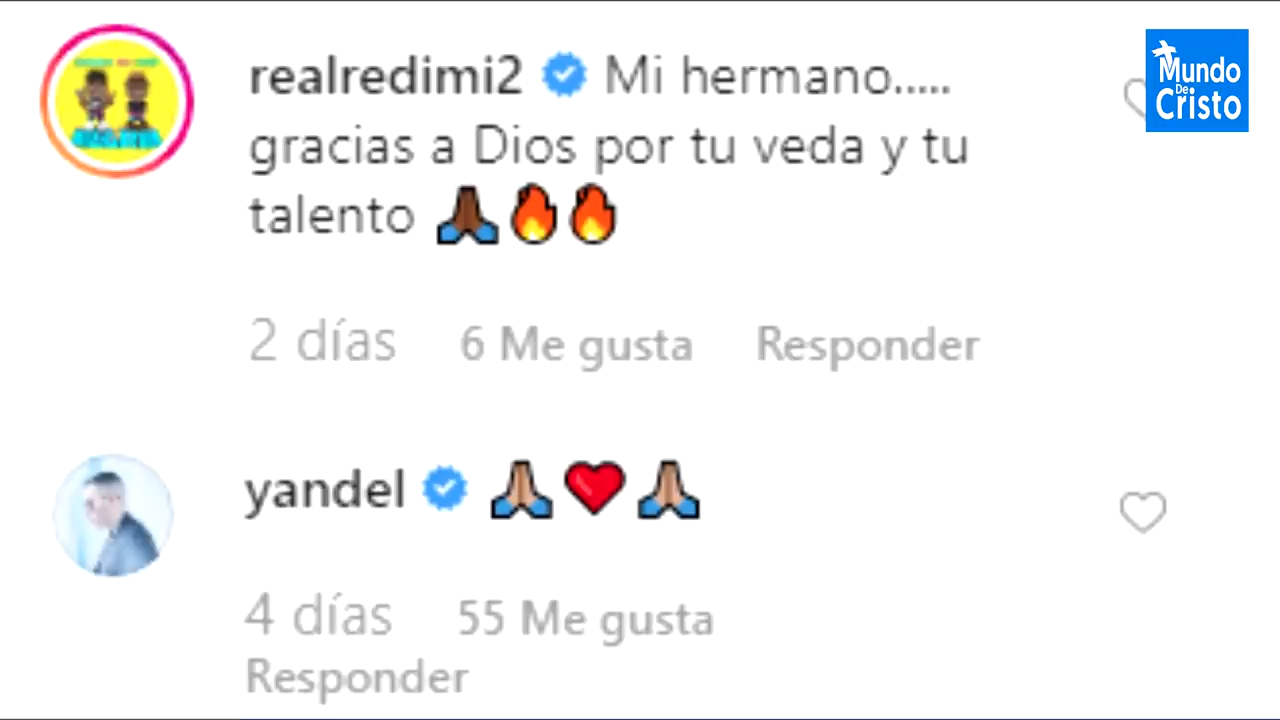 realredimi2 Mi hermano.....
gracias a Dios por tu veda y tu
talento 🙏🏾🔥🔥
2 días 6 Me gusta Responder
yandel 🙏🏽❤️🙏🏽
4 días 55 Me gusta
Responder
Mundo
De
Cristo